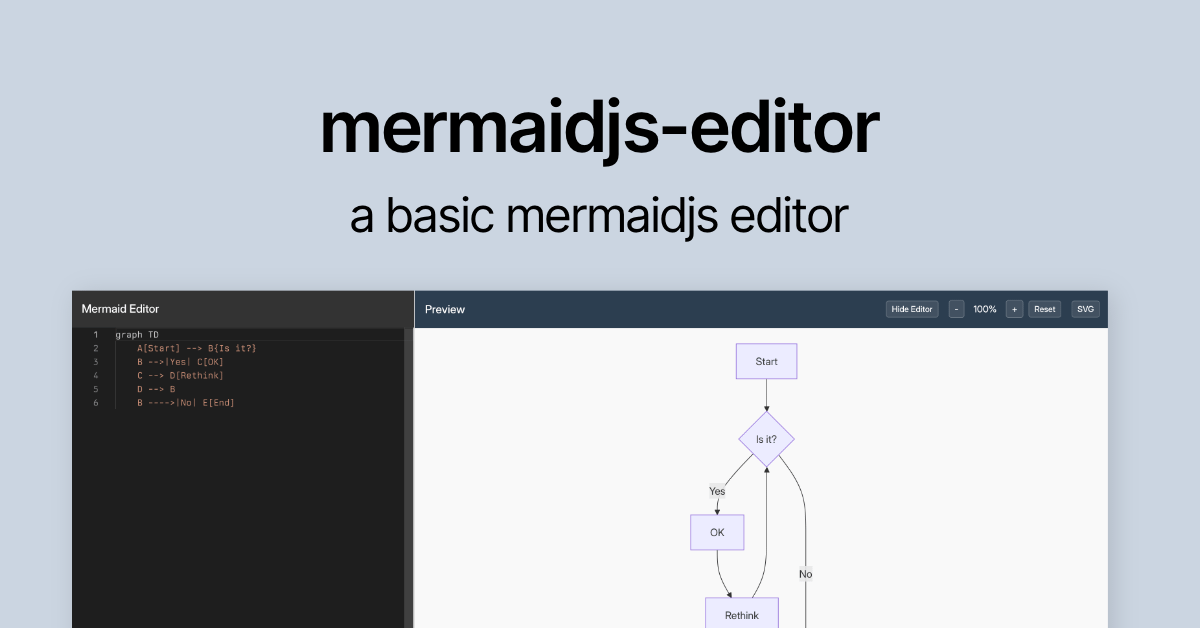 mermaidjs-editor
a basic mermaidjs editor
Mermaid Editor
1 graph TD
2 A[Start] --> B{Is it?}
3 B -->|Yes| C[OK]
4 C --> D[Rethink]
5 D --> B
6 B ---->|No| E[End]
Preview
Hide Editor - 100% + Reset SVG
Start
Is it?
Yes
OK
No
Rethink